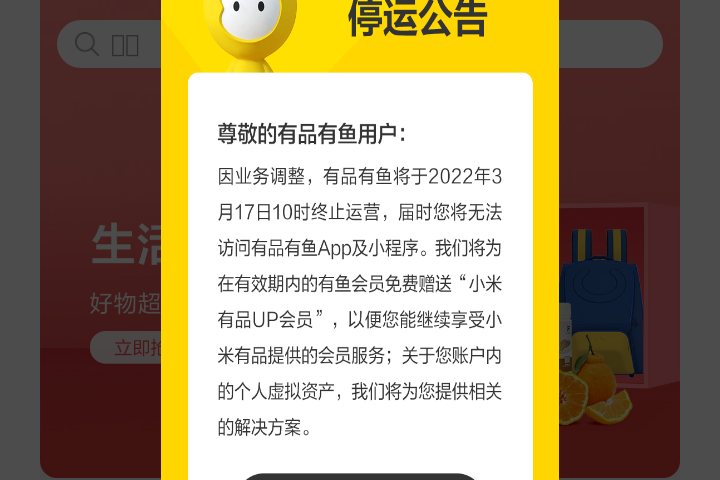 停运公告
尊敬的有品有鱼用户：
因业务调整，有品有鱼将于2022年3
月17日10时终止运营，届时您将无法
访问有品有鱼App及小程序。我们将为
在有效期内的有鱼会员免费赠送“小米
有品UP会员”，以便您能继续享受小
米有品提供的会员服务；关于您账户内
的个人虚拟资产，我们将为您提供相关
的解决方案。
生活
好物超
立即抢